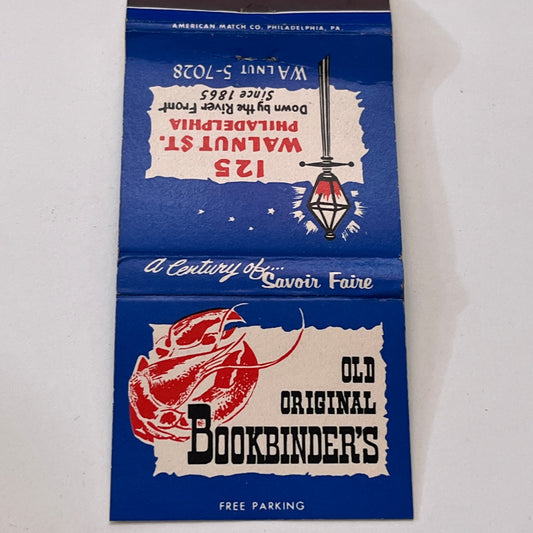 AMERICAN MATCH CO. PHILADELPHIA, PA.
125
WALNUT ST.
PHILADELPHIA
Down by the River Front
Since 1865
WALNUT 5-7028
A Century of...
Savoir Faire
OLD
ORIGINAL
BOOKBINDER'S
FREE PARKING